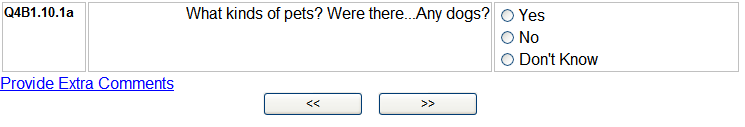 Q4B1.10.1a
What kinds of pets? Were there...Any dogs?
Yes
No
Don't Know
Provide Extra Comments
<< >>